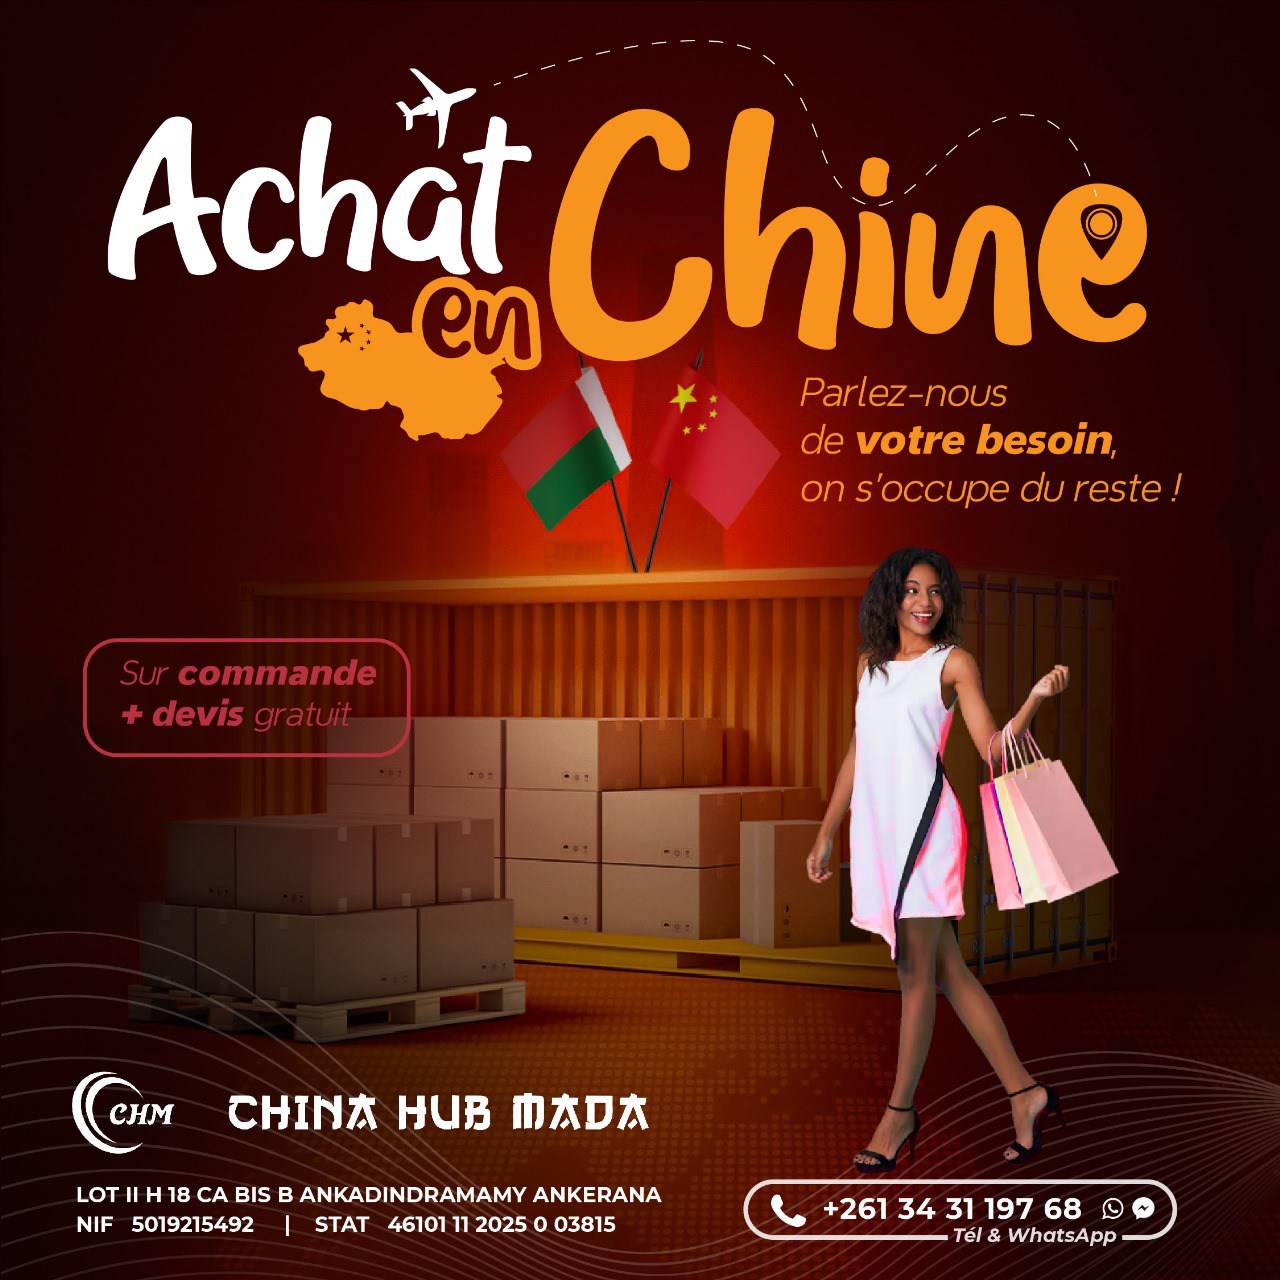 Achat
en Chine
Parlez-nous
de votre besoin,
on s'occupe du reste !
Sur commande
+ devis gratuit
CHM
CHINA HUB MADA
LOT II H 18 CA BIS B ANKADINDRAMAMY ANKERANA
NIF 5019215492 | STAT 46101 11 2025 0 03815
+261 34 31 197 68
Tél & WhatsApp